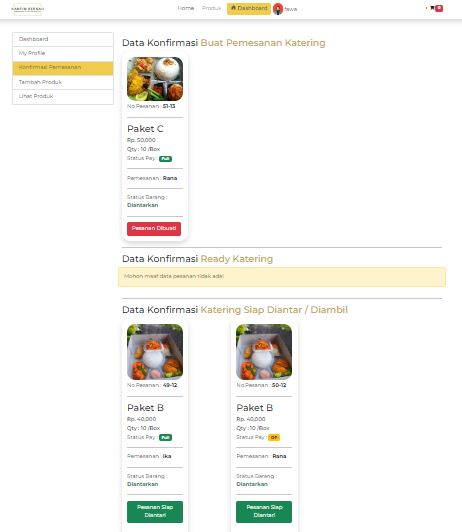 KANTIN BERKAH
Home Produk Dashboard fawa
0
Dashboard
My Profile
Konfirmasi Pemesanan
Tambah Produk
Lihat Produk
Data Konfirmasi Buat Pemesanan Katering
No.Pesanan : 51-13
Paket C
Rp. 50,000
Qty : 10 /Box
Status Pay : Full
Pemesanan : Rana
Status Barang :
Diantarkan
Pesanan Dibuat!
Data Konfirmasi Ready Katering
Mohon maaf data pesanan tidak ada!
Data Konfirmasi Katering Siap Diantar / Diambil
No.Pesanan : 49-12
Paket B
Rp. 40,000
Qty : 10 /Box
Status Pay : Full
Pemesanan : Ika
Status Barang :
Diantarkan
Pesanan Siap
Diantar!
No.Pesanan : 50-12
Paket B
Rp. 40,000
Qty : 10 /Box
Status Pay : DP
Pemesanan : Rana
Status Barang :
Diantarkan
Pesanan Siap
Diantar!